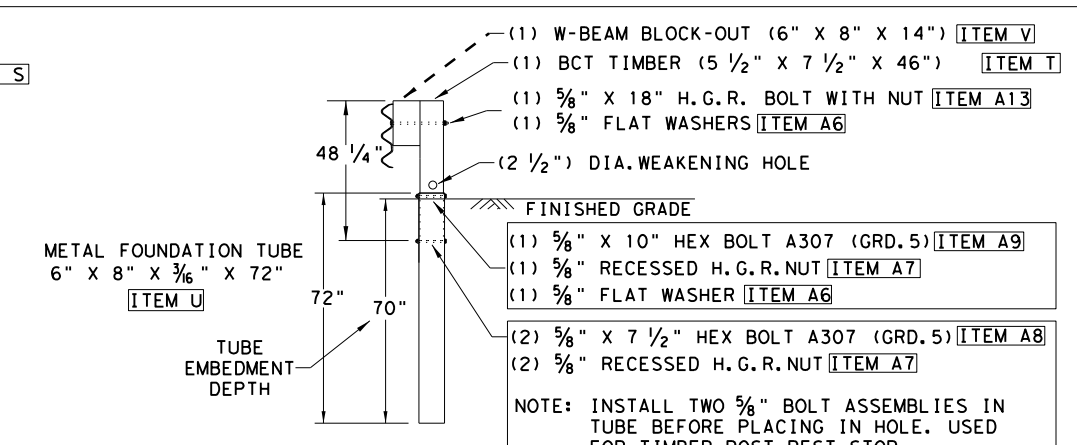 S
(1) W-BEAM BLOCK-OUT (6" X 8" X 14") ITEM V
(1) BCT TIMBER (5 1/2" X 7 1/2" X 46") ITEM T
(1) 5/8" X 18" H.G.R. BOLT WITH NUT ITEM A13
(1) 5/8" FLAT WASHERS ITEM A6
48 1/4"
(2 1/2") DIA.WEAKENING HOLE
FINISHED GRADE
METAL FOUNDATION TUBE
6" X 8" X 3/16" X 72"
ITEM U
72"
70"
TUBE
EMBEDMENT
DEPTH
(1) 5/8" X 10" HEX BOLT A307 (GRD.5) ITEM A9
(1) 5/8" RECESSED H.G.R.NUT ITEM A7
(1) 5/8" FLAT WASHER ITEM A6
(2) 5/8" X 7 1/2" HEX BOLT A307 (GRD.5) ITEM A8
(2) 5/8" RECESSED H.G.R.NUT ITEM A7
NOTE: INSTALL TWO 5/8" BOLT ASSEMBLIES IN
TUBE BEFORE PLACING IN HOLE. USED
FOR TIMBER POST REST STOP